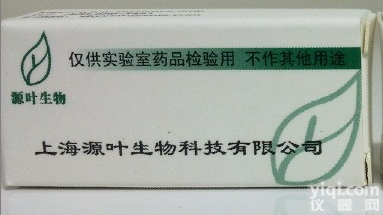 仅供实验室药品检验用 不作其他用途
源叶生物
上海源叶生物科技有限公司
yiqi.com
仪器网